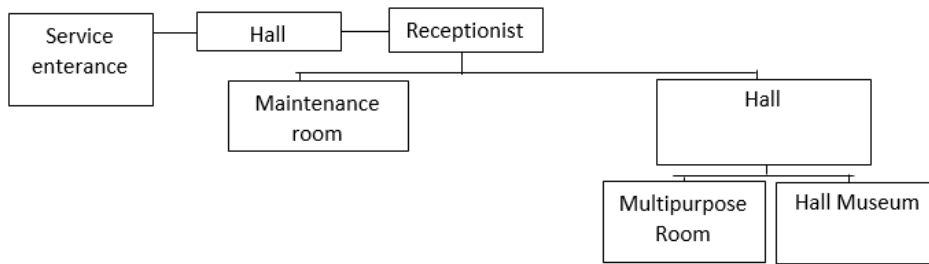 Service
enterance
Hall
Receptionist
Maintenance
room
Hall
Multipurpose
Room
Hall Museum